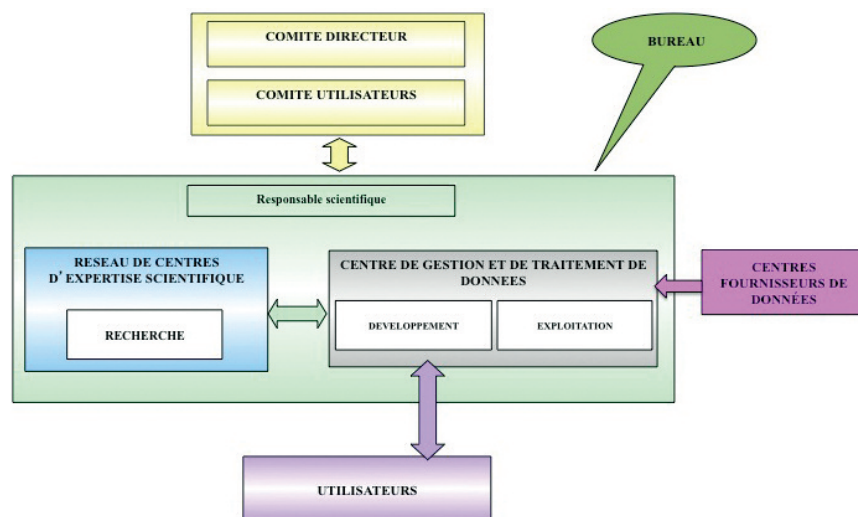 COMITE DIRECTEUR
COMITE UTILISATEURS
BUREAU
Responsable scientifique
RESEAU DE CENTRES
D’ EXPERTISE SCIENTIFIQUE
RECHERCHE
CENTRE DE GESTION ET DE TRAITEMENT DE
DONNEES
DEVELOPPEMENT
EXPLOITATION
CENTRES
FOURNISSEURS DE
DONNÉES
UTILISATEURS